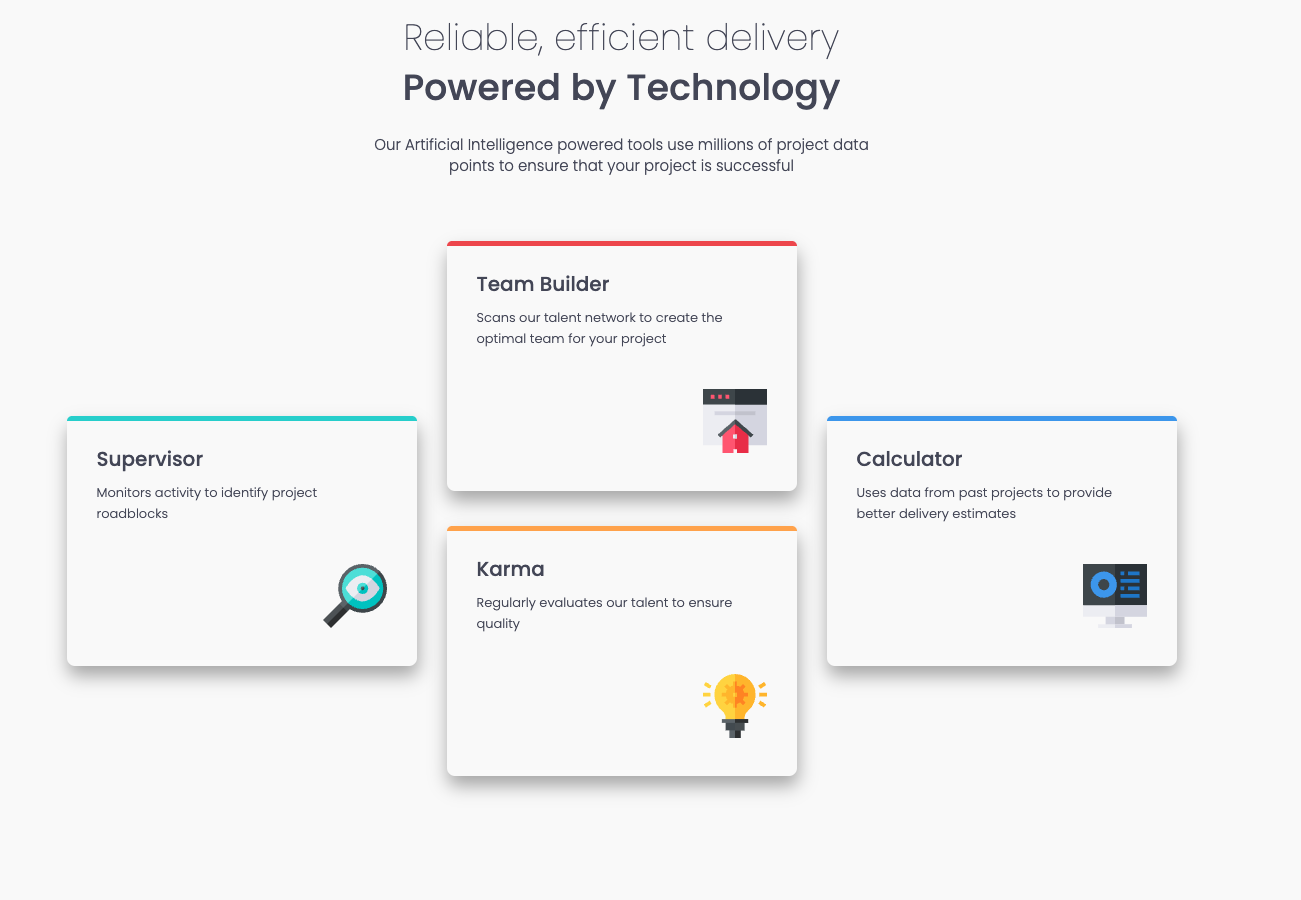 Reliable, efficient delivery
Powered by Technology
Our Artificial Intelligence powered tools use millions of project data
points to ensure that your project is successful
Team Builder
Scans our talent network to create the
optimal team for your project
Supervisor
Monitors activity to identify project
roadblocks
Karma
Regularly evaluates our talent to ensure
quality
Calculator
Uses data from past projects to provide
better delivery estimates